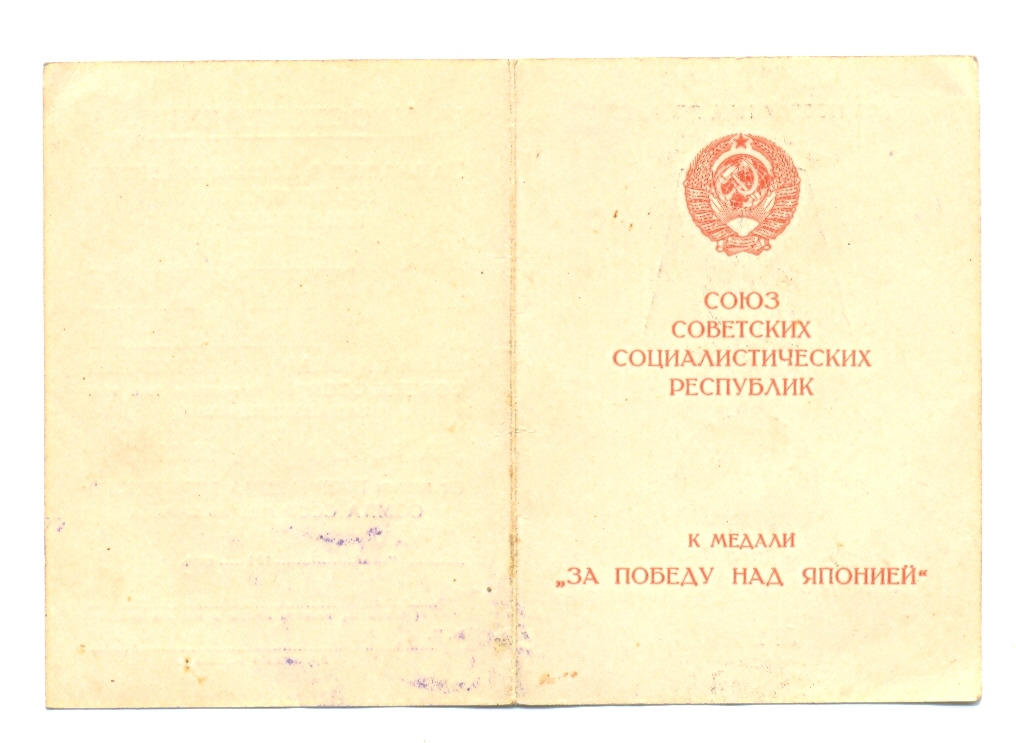 СОЮЗ
СОВЕТСКИХ
СОЦИАЛИСТИЧЕСКИХ
РЕСПУБЛИК
К МЕДАЛИ
„ЗА ПОБЕДУ НАД ЯПОНИЕЙ“